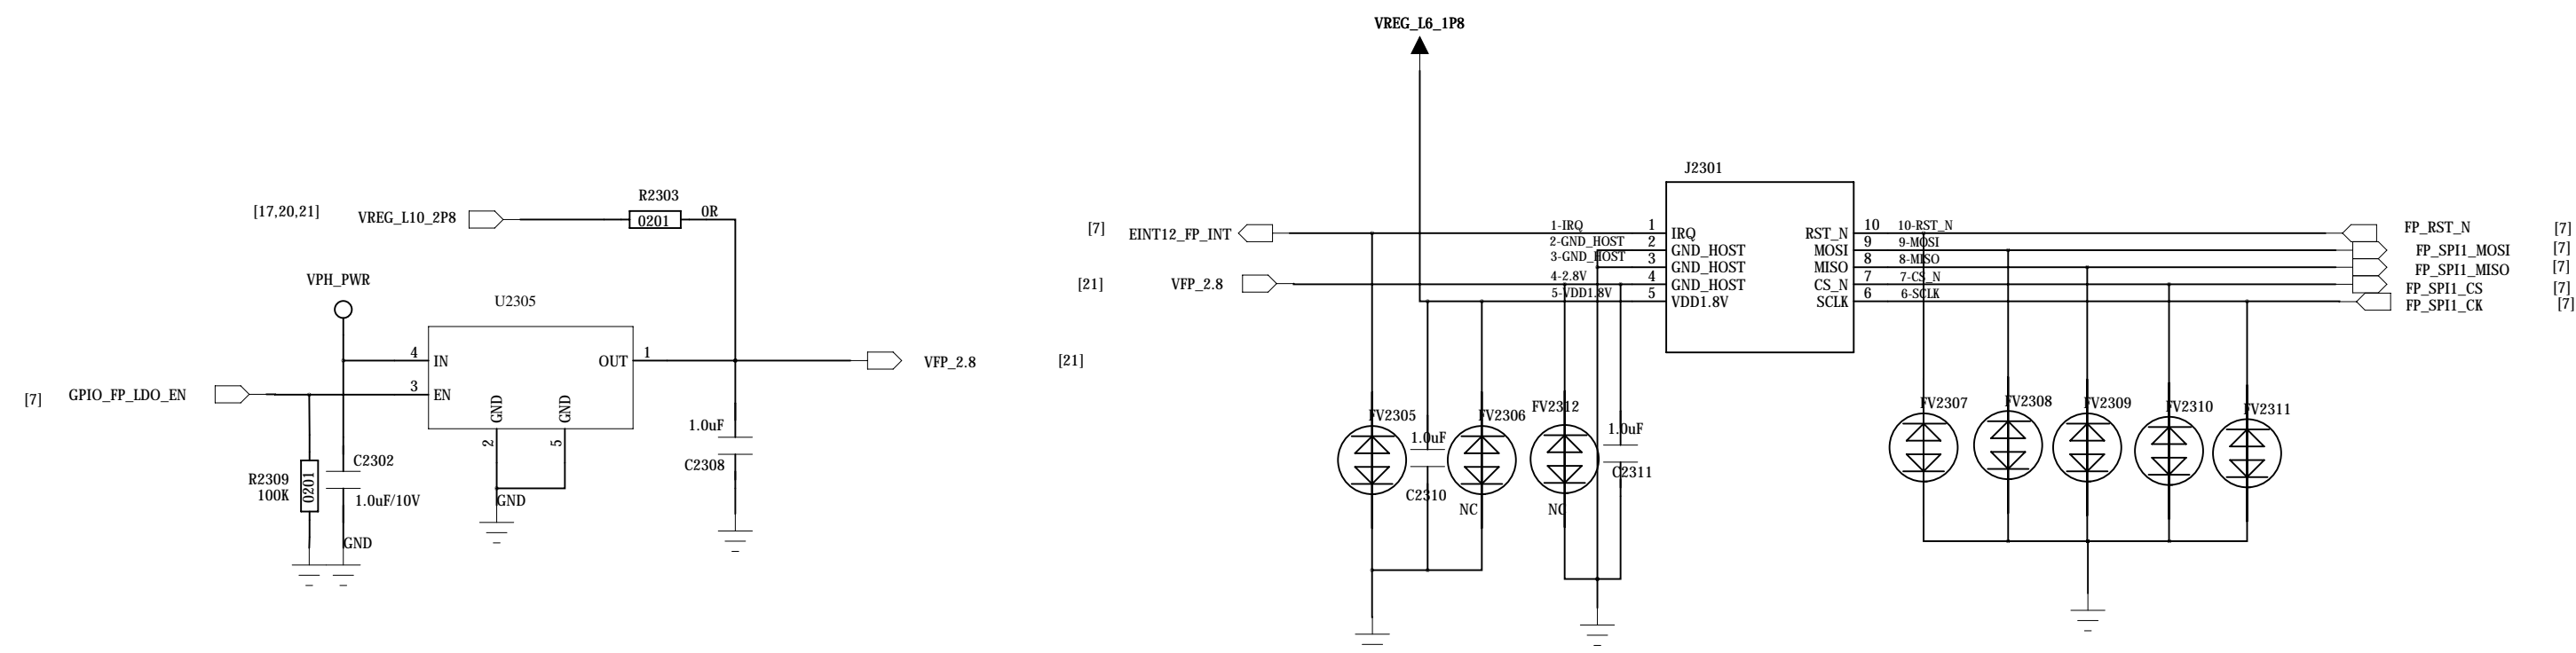 VREG_L6_1P8
[17,20,21] VREG_L10_2P8
R2303
0201
0R
VPH_PWR
U2305
4 IN
OUT 1
3 EN
GND
GND
2
5
GND
[7] GPIO_FP_LDO_EN
VFP_2.8 [21]
R2309
100K
0201
C2302
1.0uF/10V
GND
1.0uF
C2308
J2301
[7] EINT12_FP_INT
[21] VFP_2.8
1-IRQ 1 IRQ
2-GND_HOST 2 GND_HOST
3-GND_HOST 3 GND_HOST
4-2.8V 4 GND_HOST
5-VDD1.8V 5 VDD1.8V
RST_N 10 10-RST_N
MOSI 9 9-MOSI
MISO 8 8-MISO
CS_N 7 7-CS_N
SCLK 6 6-SCLK
FP_RST_N [7]
FP_SPI1_MOSI [7]
FP_SPI1_MISO [7]
FP_SPI1_CS [7]
FP_SPI1_CK [7]
FV2305
1.0uF
C2310
FV2306
NC
FV2312
NC
1.0uF
C2311
FV2307
FV2308
FV2309
FV2310
FV2311